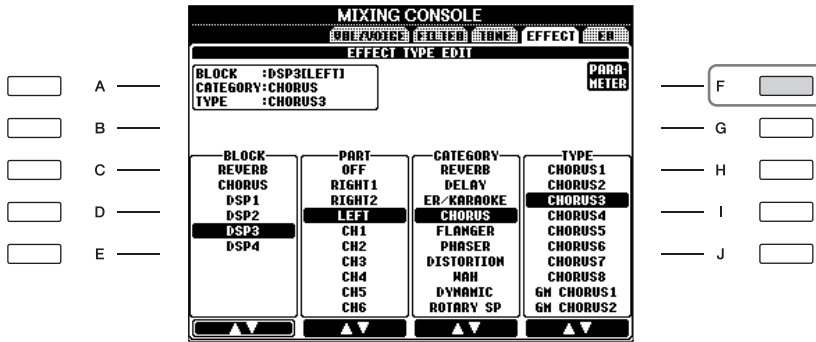 MIXING CONSOLE
VOL/VOICE FILTER TUNE EFFECT EQ
EFFECT TYPE EDIT
BLOCK :DSP3[LEFT]
CATEGORY:CHORUS
TYPE :CHORUS3
PARA-
METER
A
B
C
D
E
F
G
H
I
J
BLOCK
REVERB
CHORUS
DSP1
DSP2
DSP3
DSP4
PART
OFF
RIGHT1
RIGHT2
LEFT
CH1
CH2
CH3
CH4
CH5
CH6
CATEGORY
REVERB
DELAY
ER/KARAOKE
CHORUS
FLANGER
PHASER
DISTORTION
WAH
DYNAMIC
ROTARY SP
TYPE
CHORUS1
CHORUS2
CHORUS3
CHORUS4
CHORUS5
CHORUS6
CHORUS7
CHORUS8
GM CHORUS1
GM CHORUS2